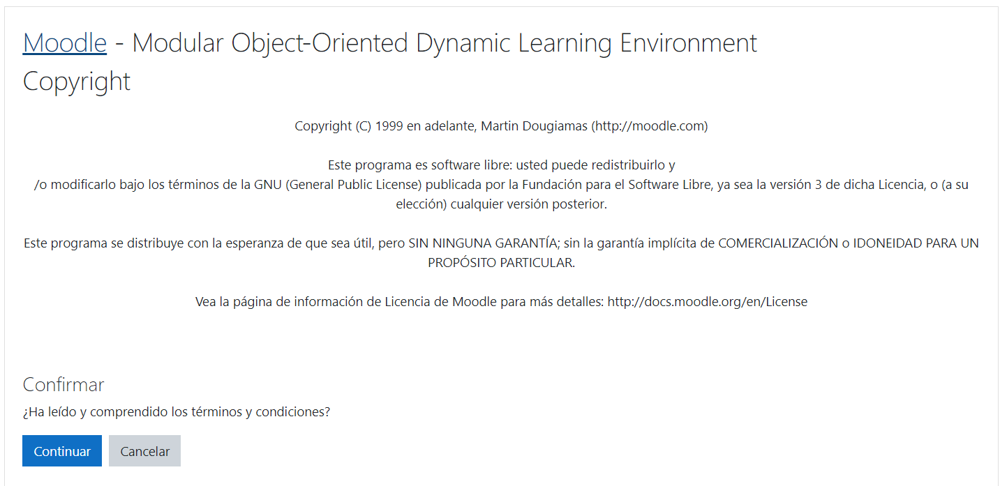 Moodle - Modular Object-Oriented Dynamic Learning Environment
Copyright
Copyright (C) 1999 en adelante, Martin Dougiamas (http://moodle.com)
Este programa es software libre: usted puede redistribuirlo y
/o modificarlo bajo los términos de la GNU (General Public License) publicada por la Fundación para el Software Libre, ya sea la versión 3 de dicha Licencia, o (a su
elección) cualquier versión posterior.
Este programa se distribuye con la esperanza de que sea útil, pero SIN NINGUNA GARANTÍA; sin la garantía implícita de COMERCIALIZACIÓN o IDONEIDAD PARA UN
PROPÓSITO PARTICULAR.
Vea la página de información de Licencia de Moodle para más detalles: http://docs.moodle.org/en/License
Confirmar
¿Ha leído y comprendido los términos y condiciones?
Continuar Cancelar